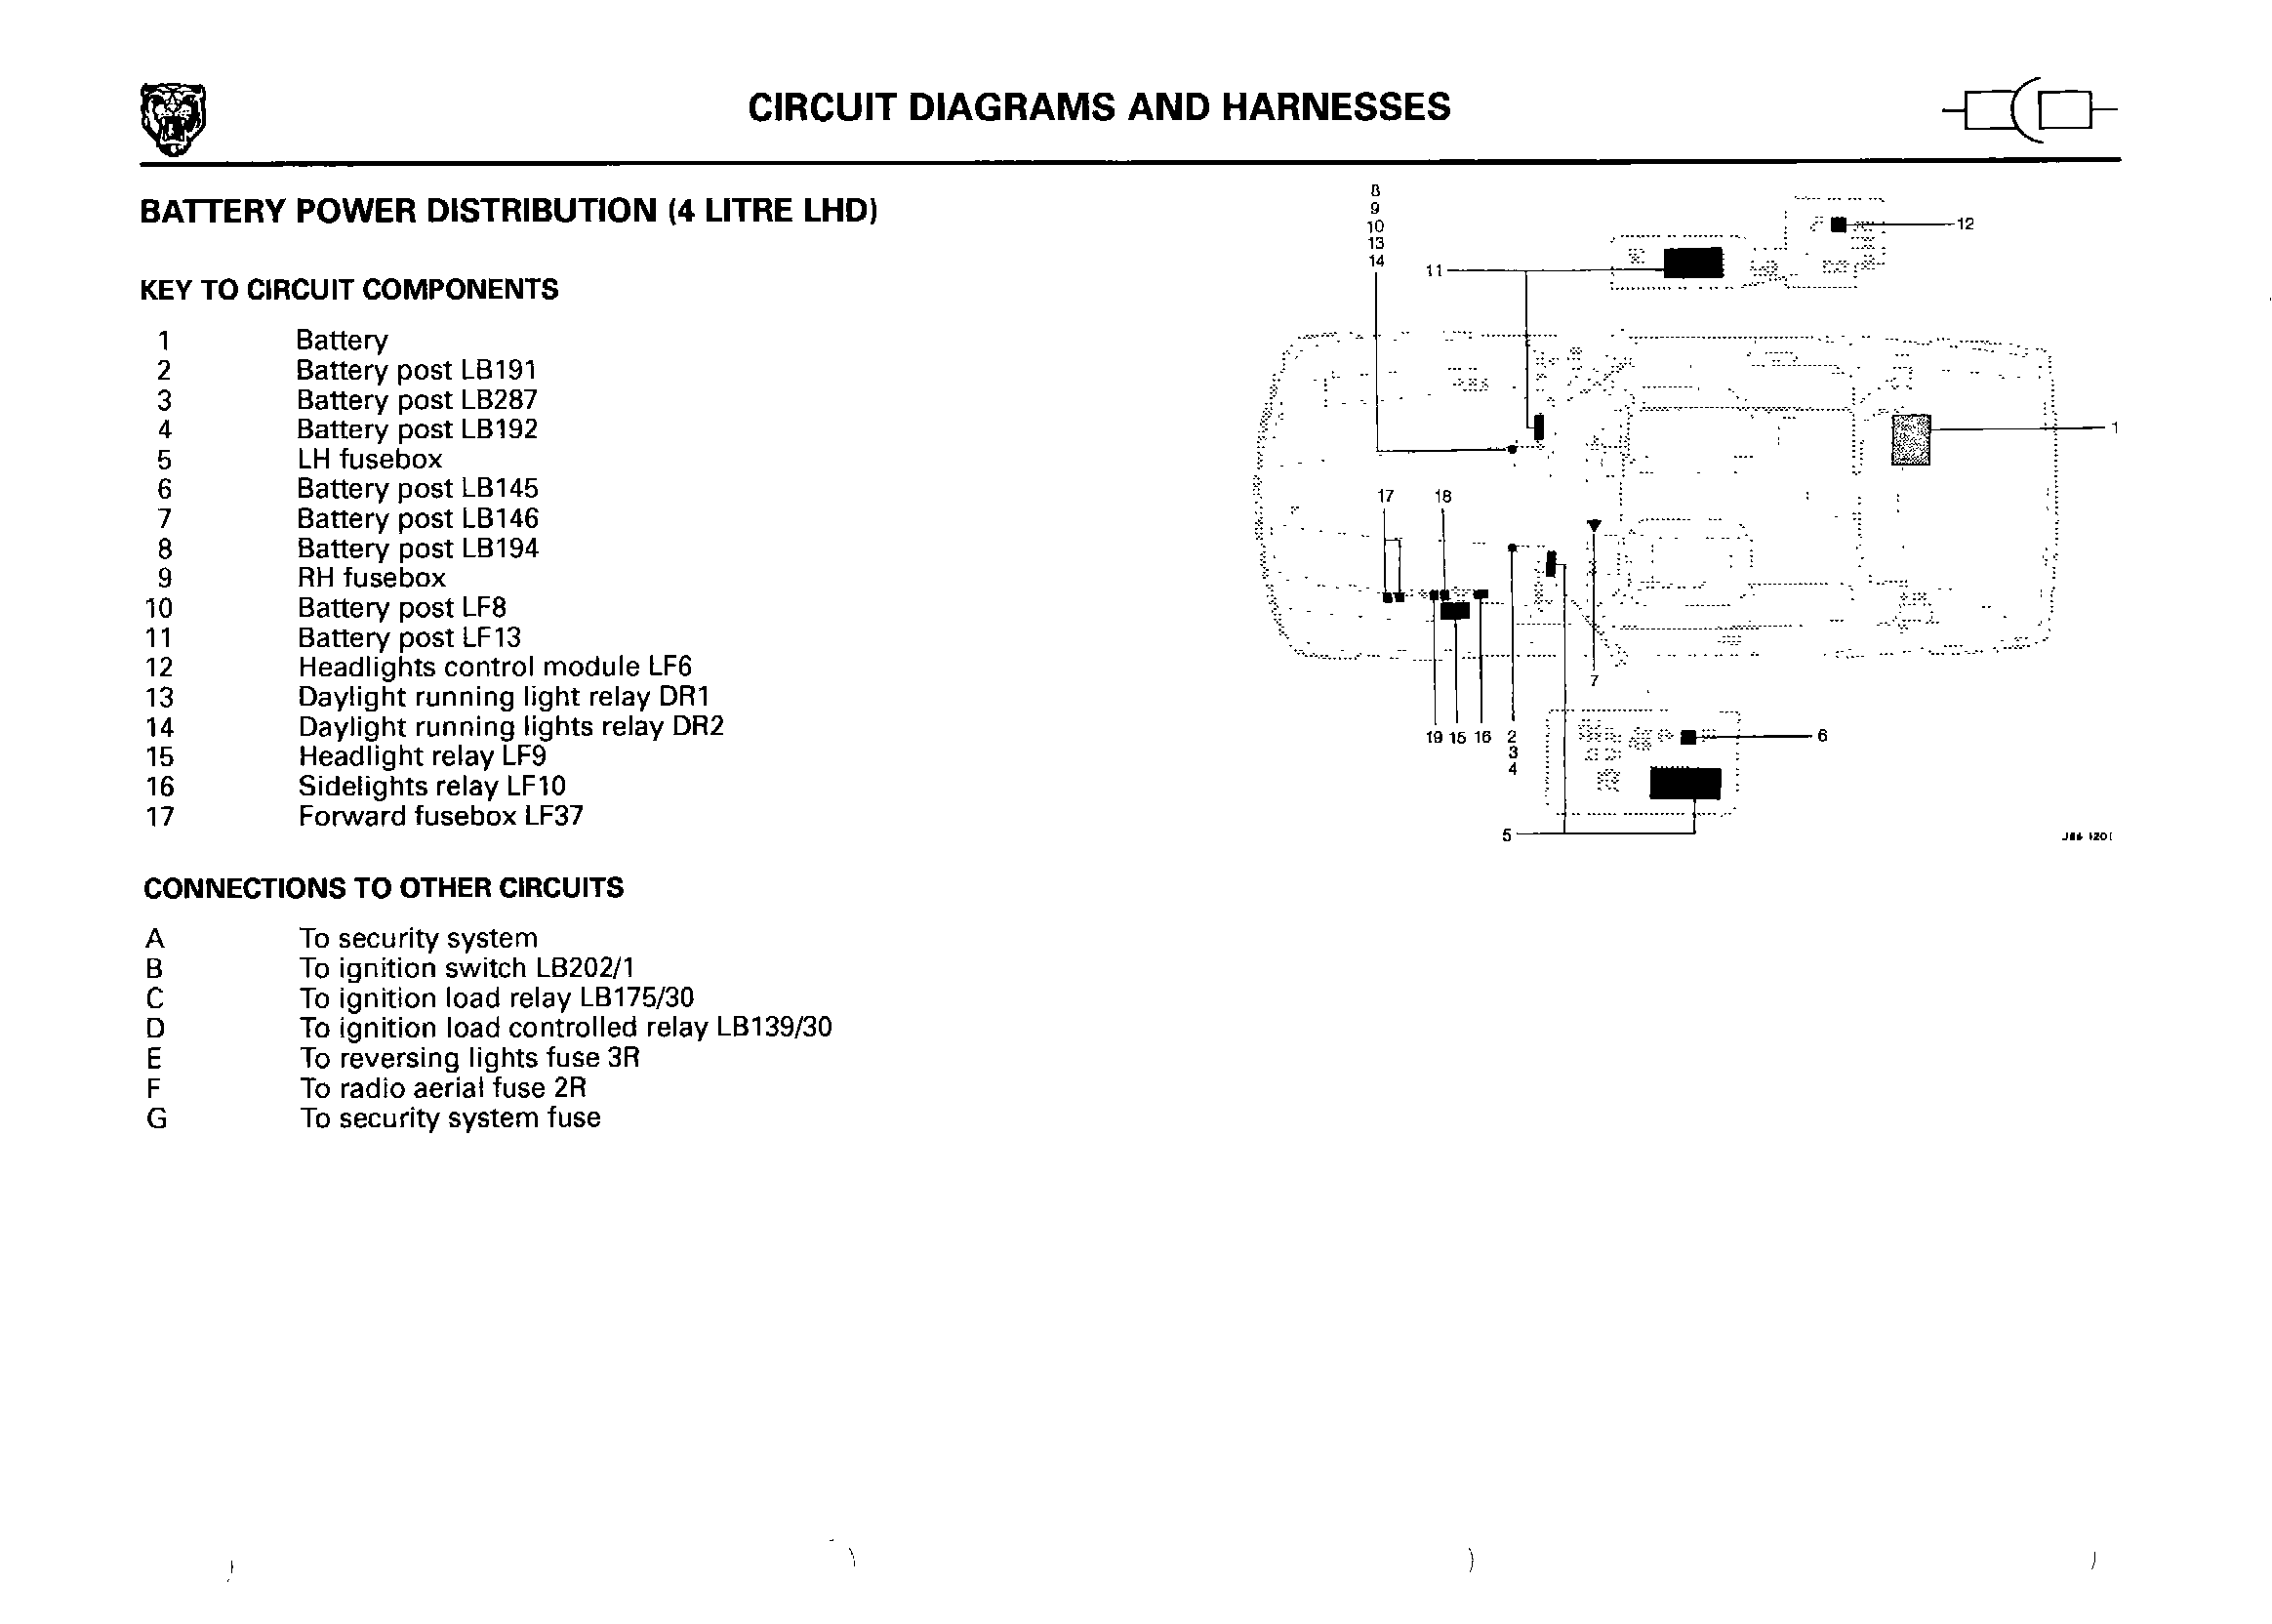 CIRCUIT DIAGRAMS AND HARNESSES
BATTERY POWER DISTRIBUTION (4 LITRE LHD)
KEY TO CIRCUIT COMPONENTS
1 Battery
2 Battery post LB191
3 Battery post LB287
4 Battery post LB192
5 LH fusebox
6 Battery post LB145
7 Battery post LB146
8 Battery post LB194
9 RH fusebox
10 Battery post LF8
11 Battery post LF13
12 Headlights control module LF6
13 Daylight running light relay DR1
14 Daylight running lights relay DR2
15 Headlight relay LF9
16 Sidelights relay LF10
17 Forward fusebox LF37
CONNECTIONS TO OTHER CIRCUITS
A To security system
B To ignition switch LB202/1
C To ignition load relay LB175/30
D To ignition load controlled relay LB139/30
E To reversing lights fuse 3R
F To radio aerial fuse 2R
G To security system fuse
8
9
10
13
14
11
12
1
17 18
7
19 15 16 2
3
4
6
5